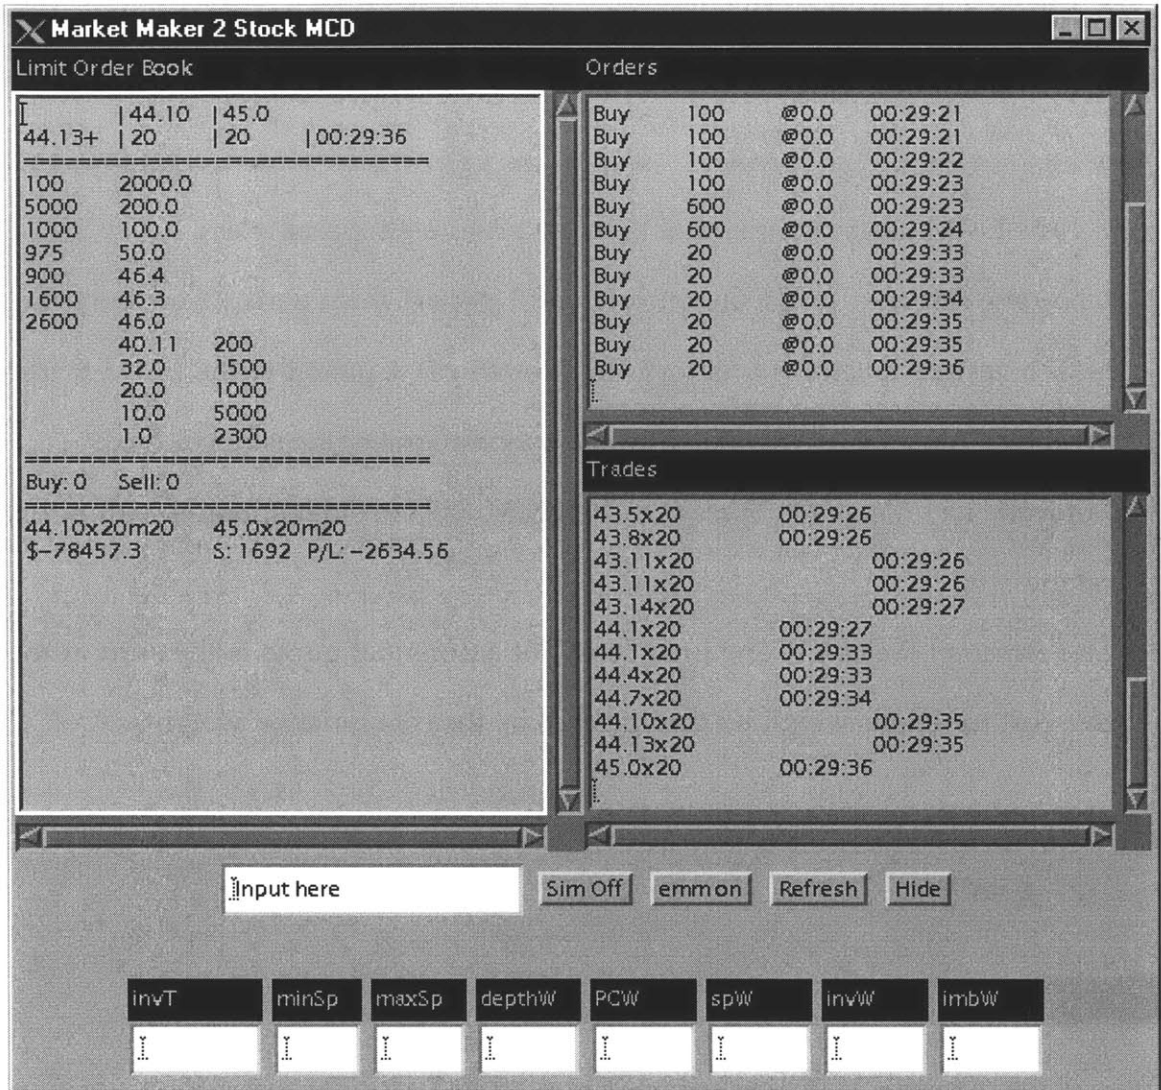 Market Maker 2 Stock MCD
Limit Order Book
| 44.10 | 45.0
44.13+ | 20 | 20 | 00:29:36
==============================
100 2000.0
5000 200.0
1000 100.0
975 50.0
900 46.4
1600 46.3
2600 46.0
40.11 200
32.0 1500
20.0 1000
10.0 5000
1.0 2300
==============================
Buy: 0 Sell: 0
==============================
44.10x20m20 45.0x20m20
$-78457.3 S: 1692 P/L: -2634.56
Orders
Buy 100 @0.0 00:29:21
Buy 100 @0.0 00:29:21
Buy 100 @0.0 00:29:22
Buy 100 @0.0 00:29:23
Buy 600 @0.0 00:29:23
Buy 600 @0.0 00:29:24
Buy 20 @0.0 00:29:33
Buy 20 @0.0 00:29:33
Buy 20 @0.0 00:29:34
Buy 20 @0.0 00:29:35
Buy 20 @0.0 00:29:35
Buy 20 @0.0 00:29:36
Trades
43.5x20 00:29:26
43.8x20 00:29:26
43.11x20 00:29:26
43.11x20 00:29:26
43.14x20 00:29:27
44.1x20 00:29:27
44.1x20 00:29:33
44.4x20 00:29:33
44.7x20 00:29:34
44.10x20 00:29:35
44.13x20 00:29:35
45.0x20 00:29:36
Input here Sim Off emm on Refresh Hide
invT minSp maxSp depthW PCW spW invW imbW